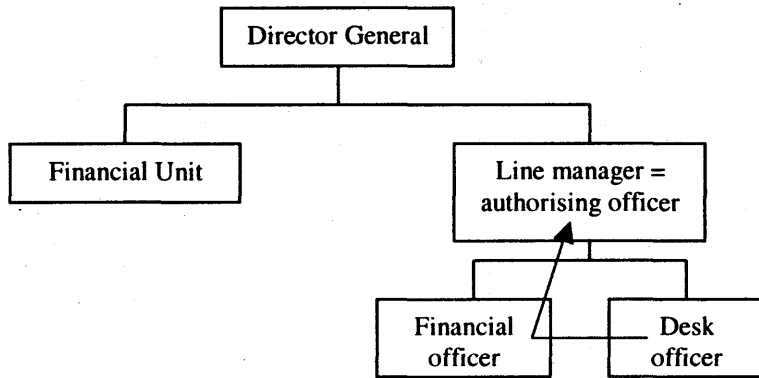 Director General
Financial Unit
Line manager =
authorising officer
Financial
officer
Desk
officer